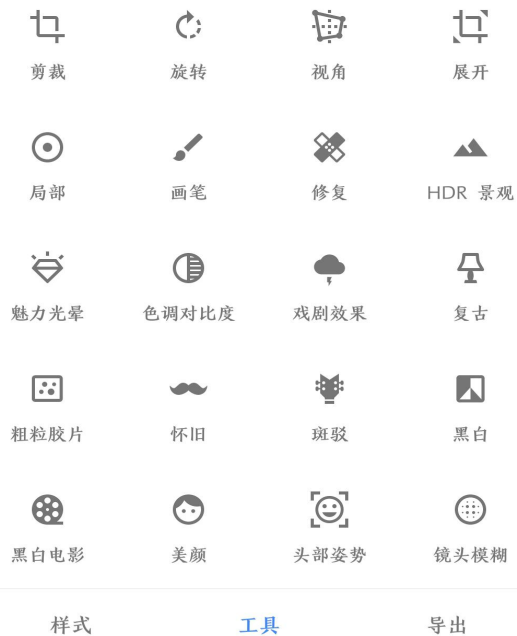 剪裁 旋转 视角 展开
局部 画笔 修复 HDR 景观
魅力光晕 色调对比度 戏剧效果 复古
粗粒胶片 怀旧 斑驳 黑白
黑白电影 美颜 头部姿势 镜头模糊
样式 工具 导出